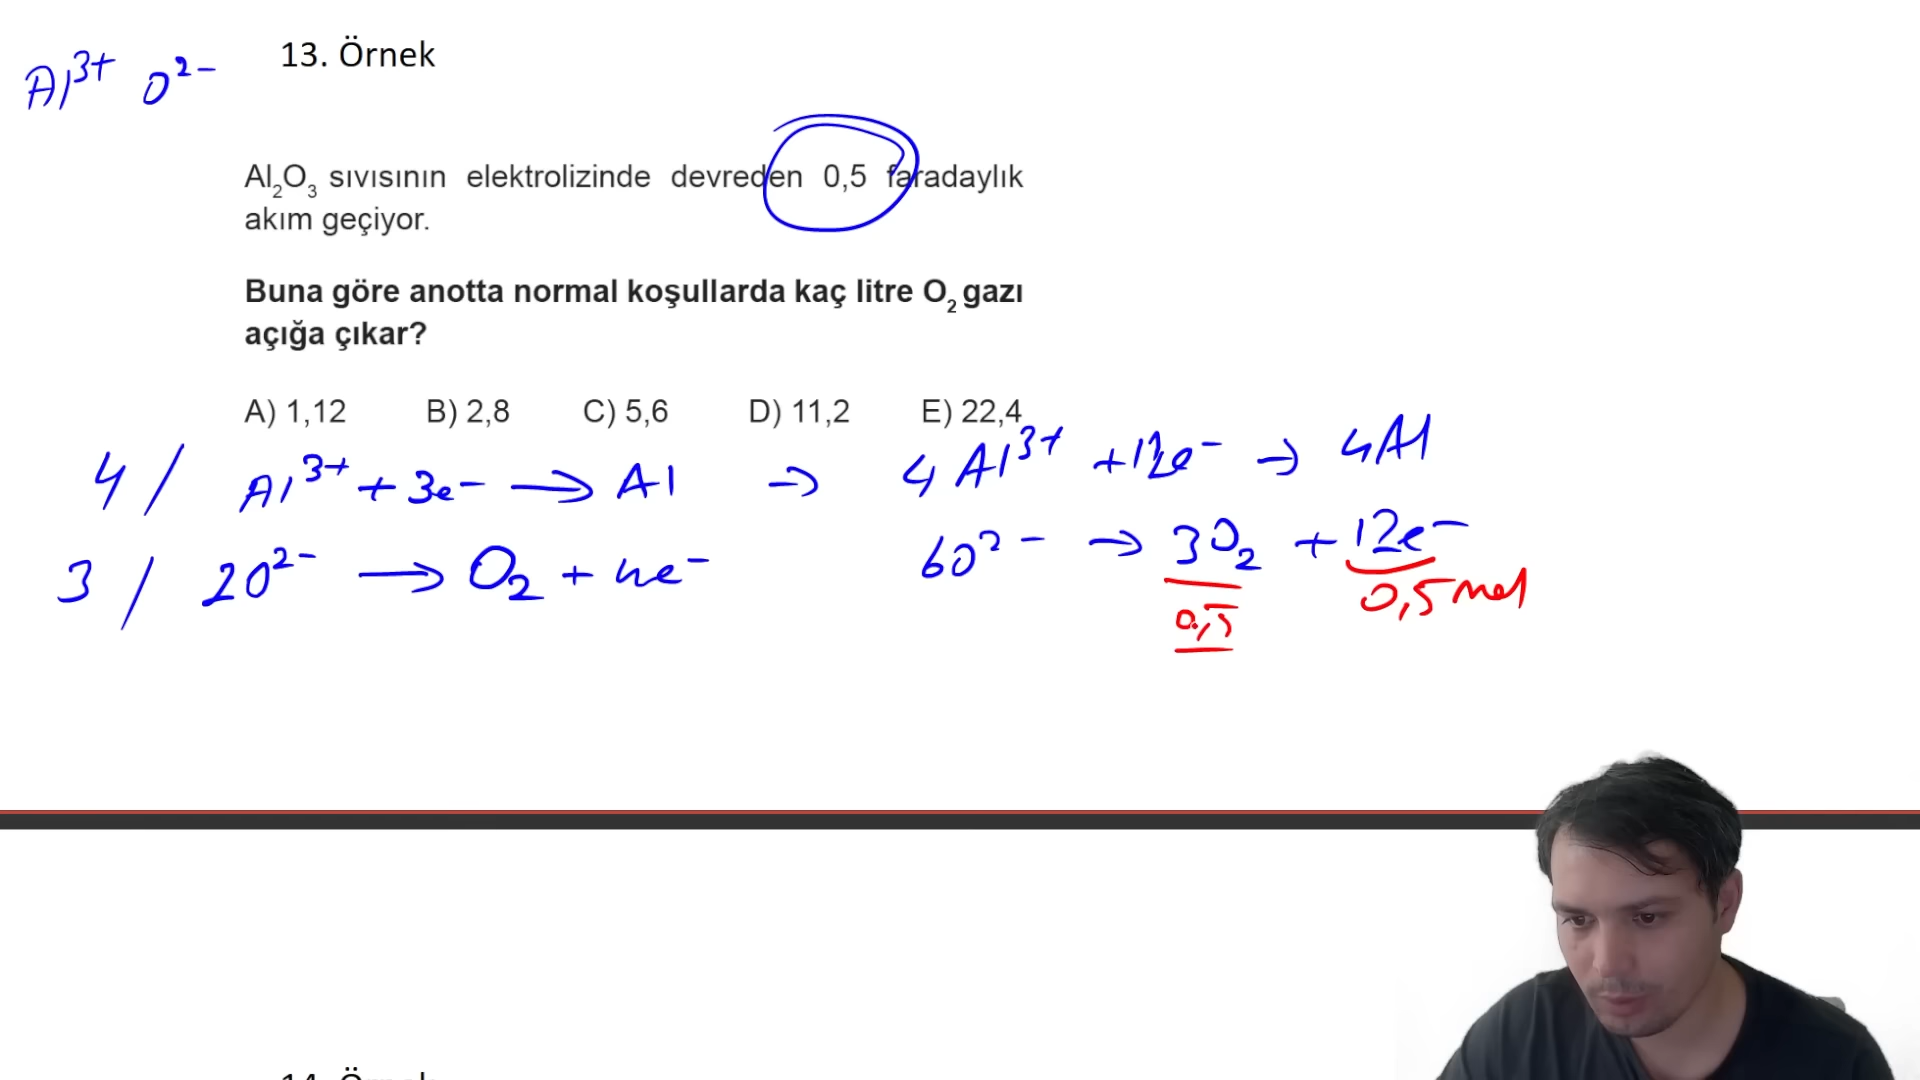 Al³⁺ O²⁻
13. Örnek
Al₂O₃ sıvısının elektrolizinde devreden 0,5 faradaylık
akım geçiyor.
Buna göre anotta normal koşullarda kaç litre O₂ gazı
açığa çıkar?
A) 1,12 B) 2,8 C) 5,6 D) 11,2 E) 22,4
4 / Al³⁺ + 3e⁻ → Al → 4Al³⁺ + 12e⁻ → 4Al
3 / 2O²⁻ → O₂ + 4e⁻ 6O²⁻ → 3O₂ + 12e⁻
0,5 0,5 mol